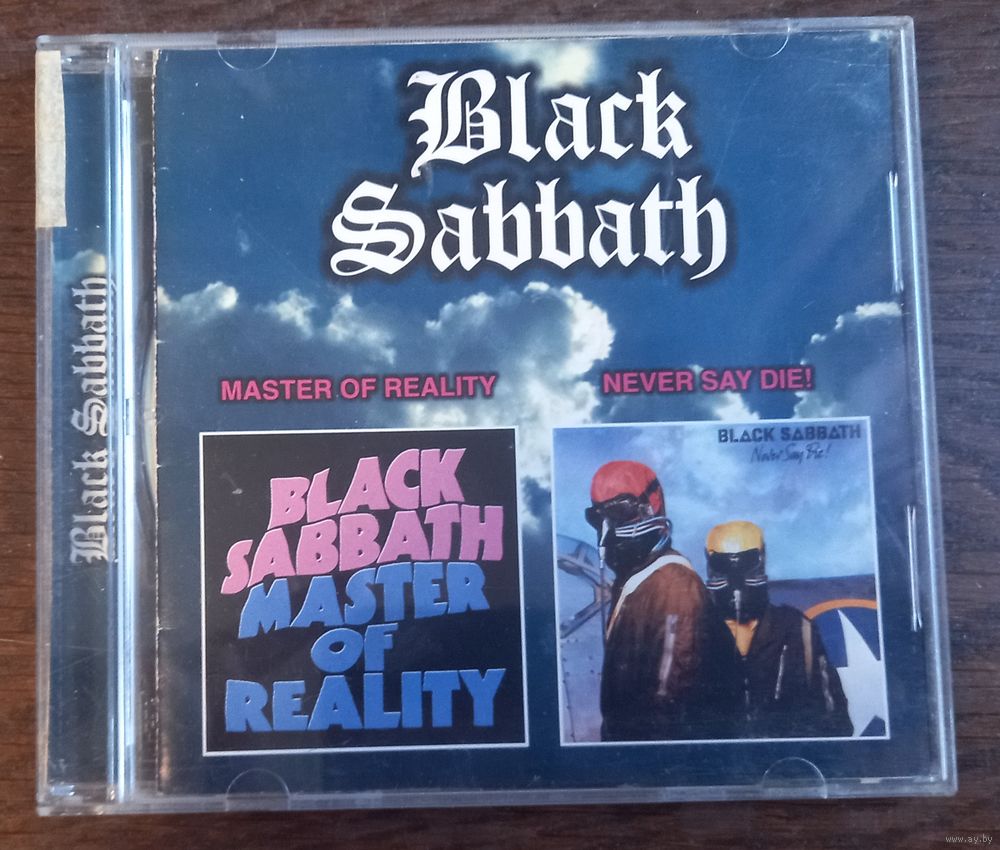 Black
Sabbath
Black Sabbath
MASTER OF REALITY
NEVER SAY DIE!
BLACK
SABBATH
MASTER
OF
REALITY
BLACK SABBATH
Never Say Die!
www.ay.by